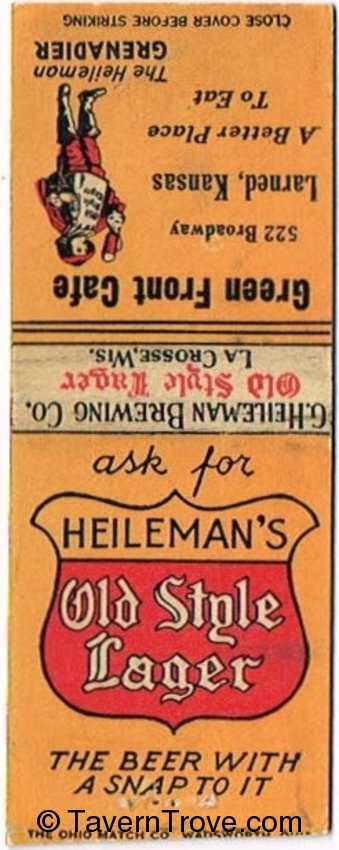 CLOSE COVER BEFORE STRIKING
The Heileman
GRENADIER
Green Front Cafe
522 Broadway
Larned, Kansas
A Better Place
To Eat
G. HEILEMAN BREWING CO.
Old Style Lager
LA CROSSE, WIS.
ask for
HEILEMAN'S
Old Style
Lager
THE BEER WITH
A SNAP TO IT
THE OHIO MATCH CO WADSWORTH,
© TavernTrove.com